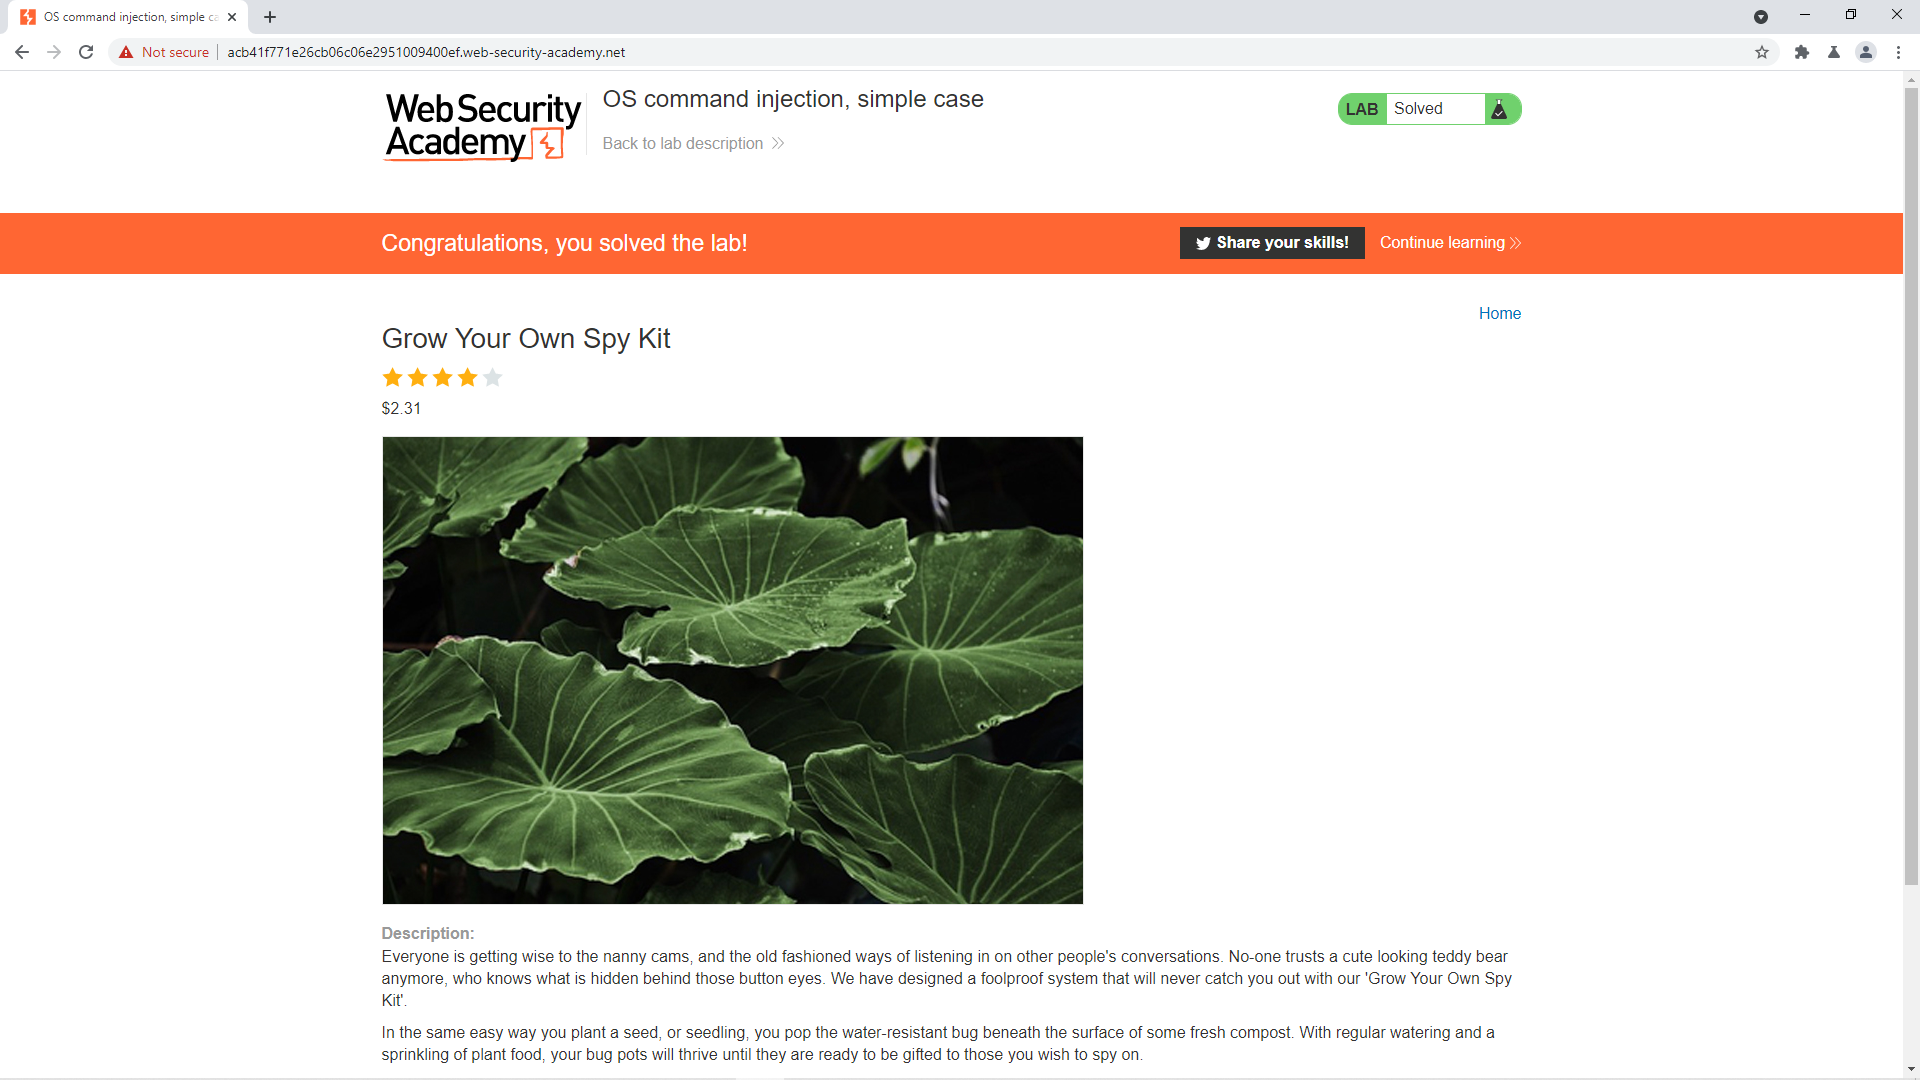 OS command injection, simple ca
Not secure
acb41f771e26cb06c06e2951009400ef.web-security-academy.net
Web Security
Academy
OS command injection, simple case
Back to lab description
LAB
Solved
Congratulations, you solved the lab!
Share your skills!
Continue learning
Home
Grow Your Own Spy Kit
$2.31
Description:
Everyone is getting wise to the nanny cams, and the old fashioned ways of listening in on other people's conversations. No-one trusts a cute looking teddy bear
anymore, who knows what is hidden behind those button eyes. We have designed a foolproof system that will never catch you out with our 'Grow Your Own Spy
Kit'.
In the same easy way you plant a seed, or seedling, you pop the water-resistant bug beneath the surface of some fresh compost. With regular watering and a
sprinkling of plant food, your bug pots will thrive until they are ready to be gifted to those you wish to spy on.